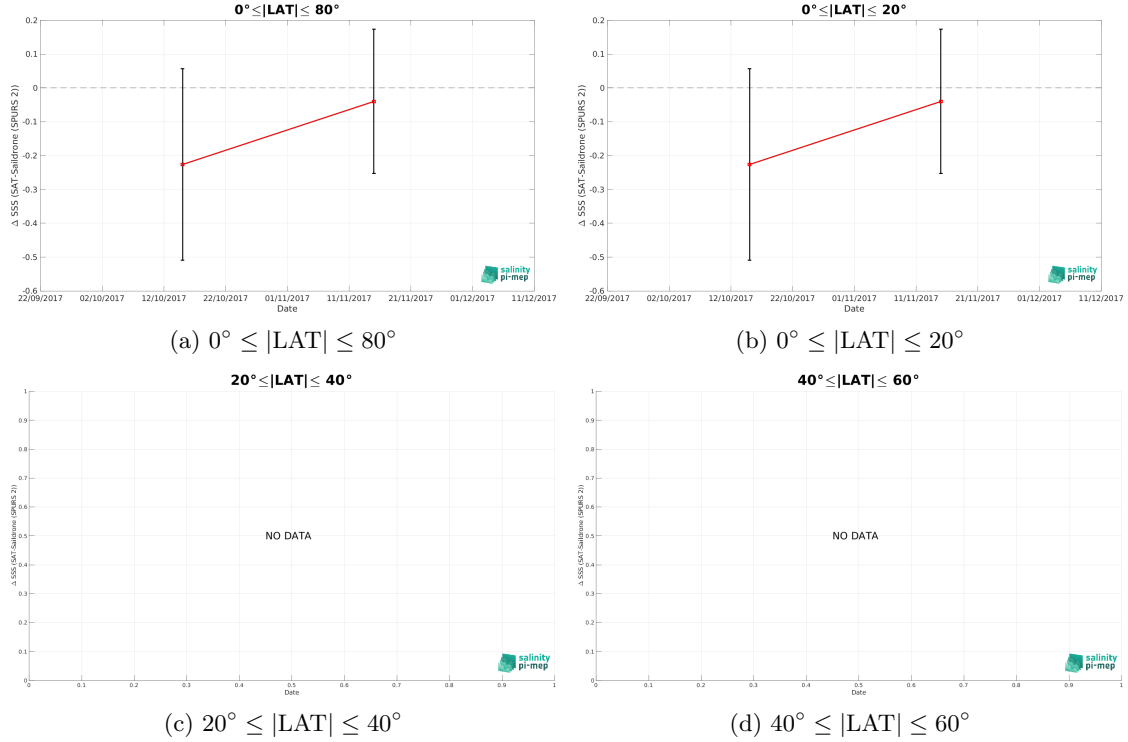 0°≤|LAT|≤ 80°
Δ SSS (SAT-Saildrone (SPURS 2))
0.2
0.1
0
-0.1
-0.2
-0.3
-0.4
-0.5
-0.6
22/09/2017 02/10/2017 12/10/2017 22/10/2017 01/11/2017 11/11/2017 21/11/2017 01/12/2017 11/12/2017
Date
salinity
pi-mep
(a) 0° ≤ |LAT| ≤ 80°
0°≤|LAT|≤ 20°
Δ SSS (SAT-Saildrone (SPURS 2))
0.2
0.1
0
-0.1
-0.2
-0.3
-0.4
-0.5
-0.6
22/09/2017 02/10/2017 12/10/2017 22/10/2017 01/11/2017 11/11/2017 21/11/2017 01/12/2017 11/12/2017
Date
salinity
pi-mep
(b) 0° ≤ |LAT| ≤ 20°
20°≤|LAT|≤ 40°
Δ SSS (SAT-Saildrone (SPURS 2))
1
0.9
0.8
0.7
0.6
0.5
0.4
0.3
0.2
0.1
0
NO DATA
0 0.1 0.2 0.3 0.4 0.5 0.6 0.7 0.8 0.9 1
Date
salinity
pi-mep
(c) 20° ≤ |LAT| ≤ 40°
40°≤|LAT|≤ 60°
Δ SSS (SAT-Saildrone (SPURS 2))
1
0.9
0.8
0.7
0.6
0.5
0.4
0.3
0.2
0.1
0
NO DATA
0 0.1 0.2 0.3 0.4 0.5 0.6 0.7 0.8 0.9 1
Date
salinity
pi-mep
(d) 40° ≤ |LAT| ≤ 60°